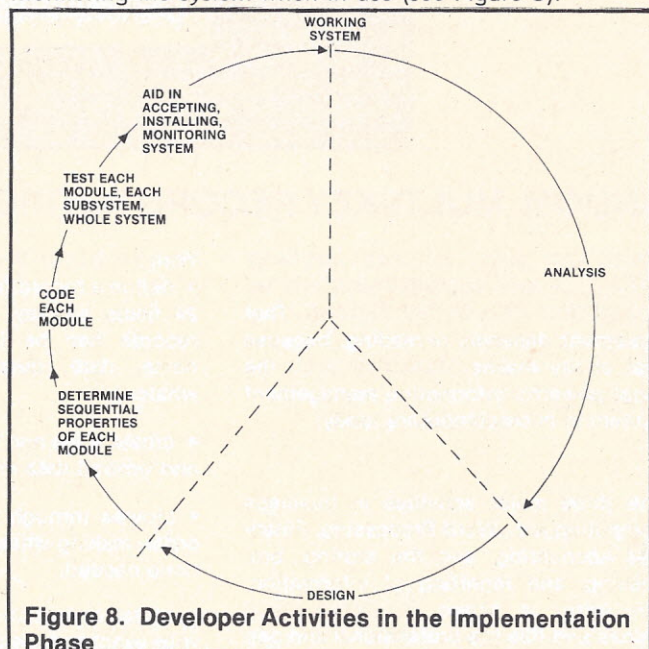 WORKING
SYSTEM
AID IN
ACCEPTING,
INSTALLING,
MONITORING
SYSTEM
TEST EACH
MODULE, EACH
SUBSYSTEM,
WHOLE SYSTEM
ANALYSIS
CODE
EACH
MODULE
DETERMINE
SEQUENTIAL
PROPERTIES
OF EACH
MODULE
DESIGN
Figure 8. Developer Activities in the Implementation
Phase